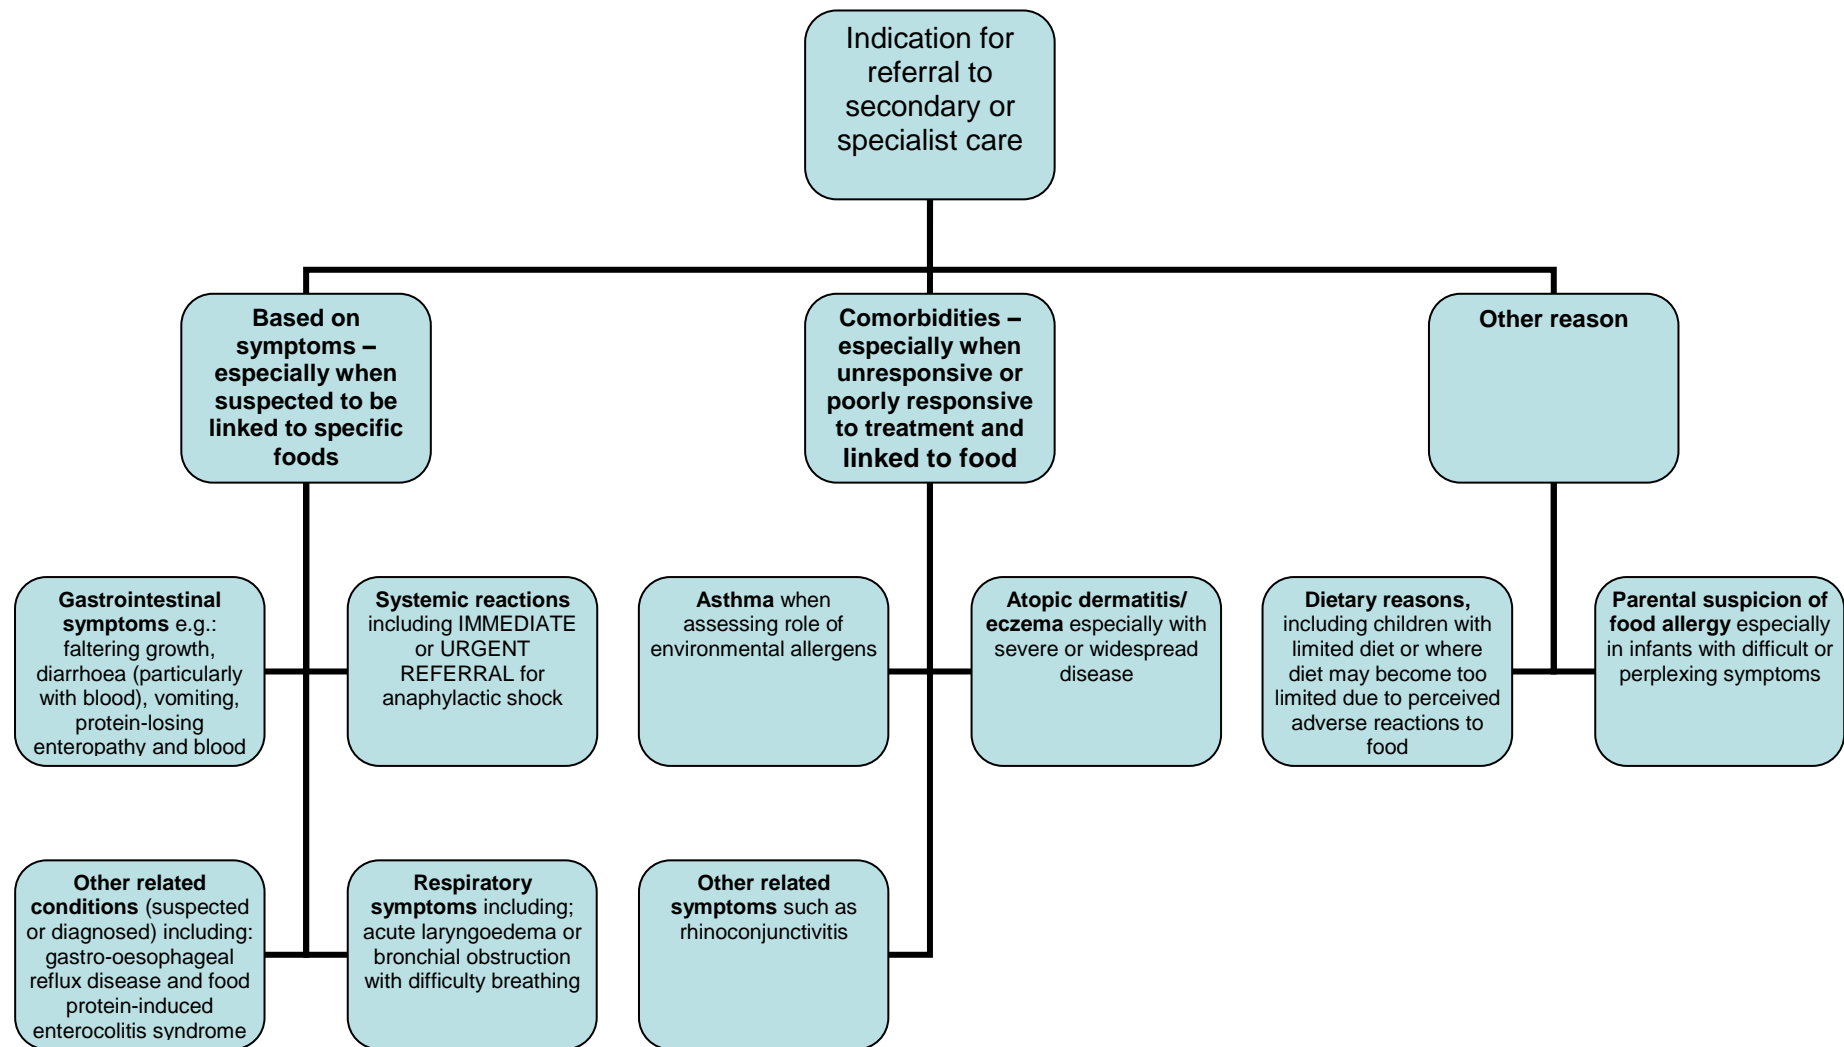 Indication for
referral to
secondary or
specialist care
Based on
symptoms –
especially when
suspected to be
linked to specific
foods
Comorbidities –
especially when
unresponsive or
poorly responsive
to treatment and
linked to food
Other reason
Gastrointestinal
symptoms e.g.:
faltering growth,
diarrhoea (particularly
with blood), vomiting,
protein-losing
enteropathy and blood
Systemic reactions
including IMMEDIATE
or URGENT
REFERRAL for
anaphylactic shock
Asthma when
assessing role of
environmental allergens
Atopic dermatitis/
eczema especially with
severe or widespread
disease
Dietary reasons,
including children with
limited diet or where
diet may become too
limited due to perceived
adverse reactions to
food
Parental suspicion of
food allergy especially
in infants with difficult or
perplexing symptoms
Other related
conditions (suspected
or diagnosed) including:
gastro-oesophageal
reflux disease and food
protein-induced
enterocolitis syndrome
Respiratory
symptoms including;
acute laryngoedema or
bronchial obstruction
with difficulty breathing
Other related
symptoms such as
rhinoconjunctivitis